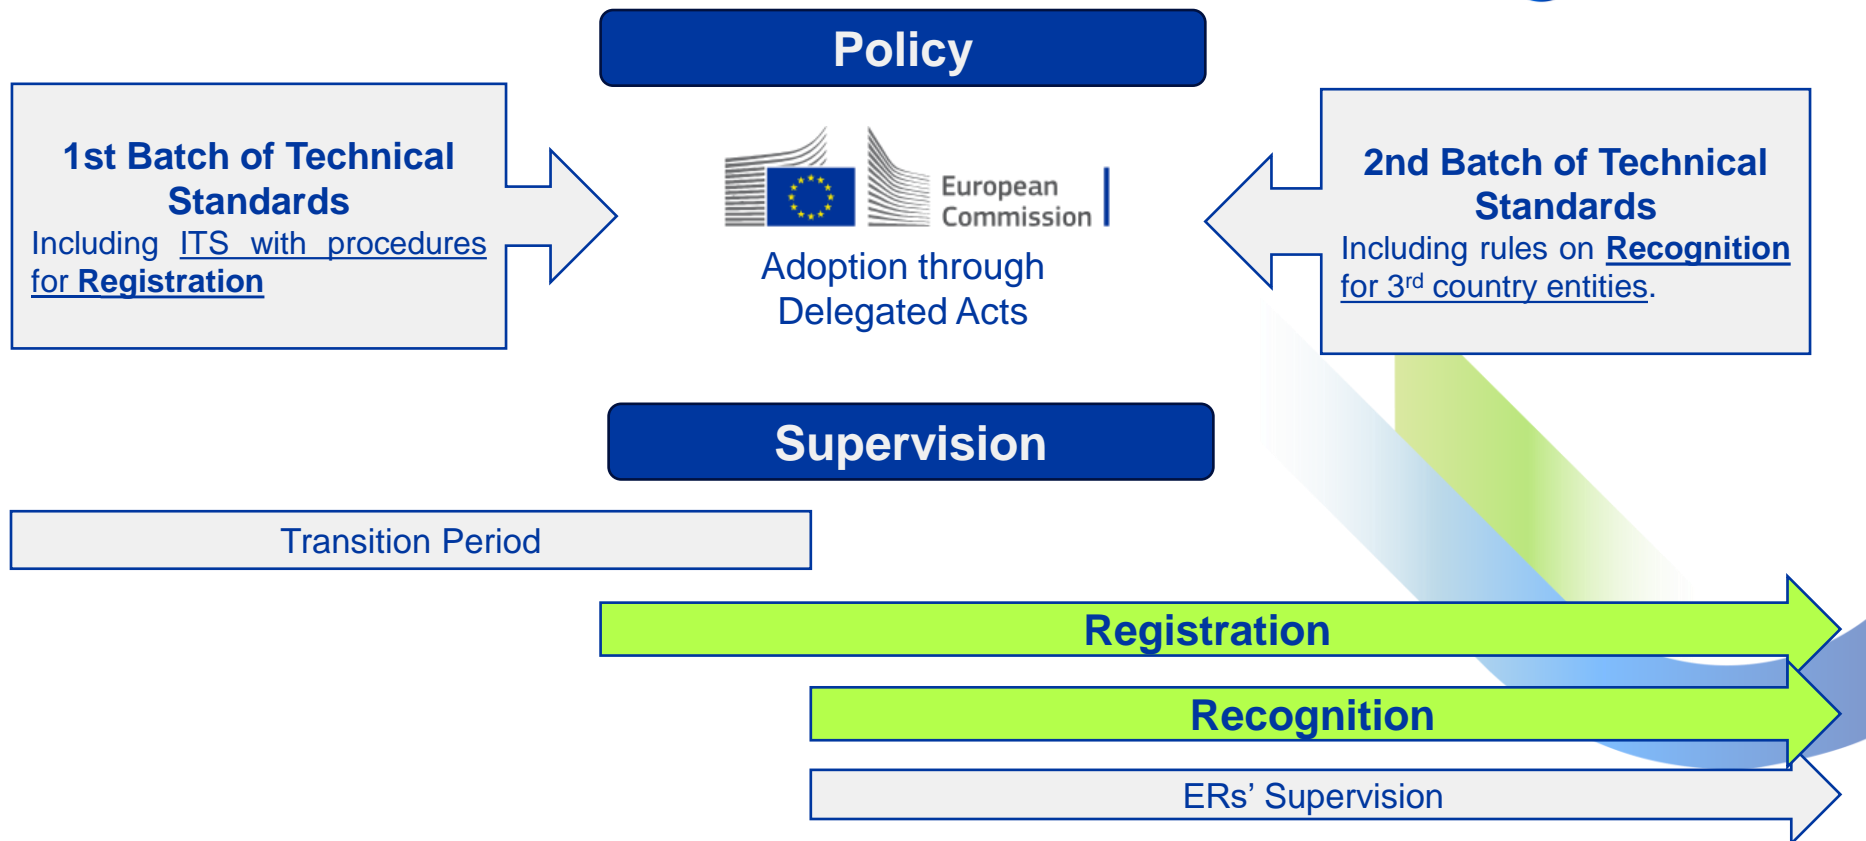 Policy
1st Batch of Technical
Standards
Including ITS with procedures
for Registration
European
Commission
Adoption through
Delegated Acts
2nd Batch of Technical
Standards
Including rules on Recognition
for 3rd country entities.
Supervision
Transition Period
Registration
Recognition
ERs’ Supervision